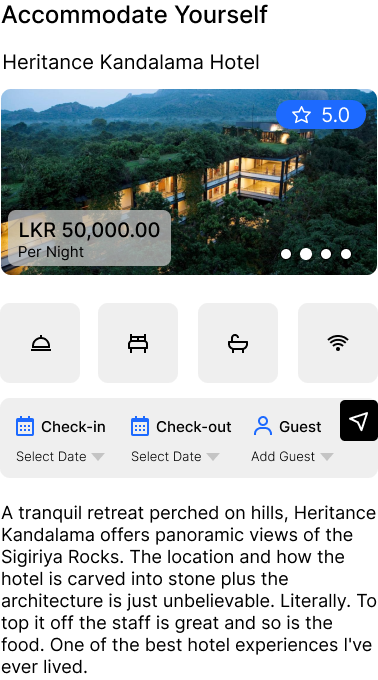 Accommodate Yourself
Heritance Kandalama Hotel
5.0
LKR 50,000.00
Per Night
Check-in Check-out Guest
Select Date Select Date Add Guest
A tranquil retreat perched on hills, Heritance
Kandalama offers panoramic views of the
Sigiriya Rocks. The location and how the
hotel is carved into stone plus the
architecture is just unbelievable. Literally. To
top it off the staff is great and so is the
food. One of the best hotel experiences I've
ever lived.